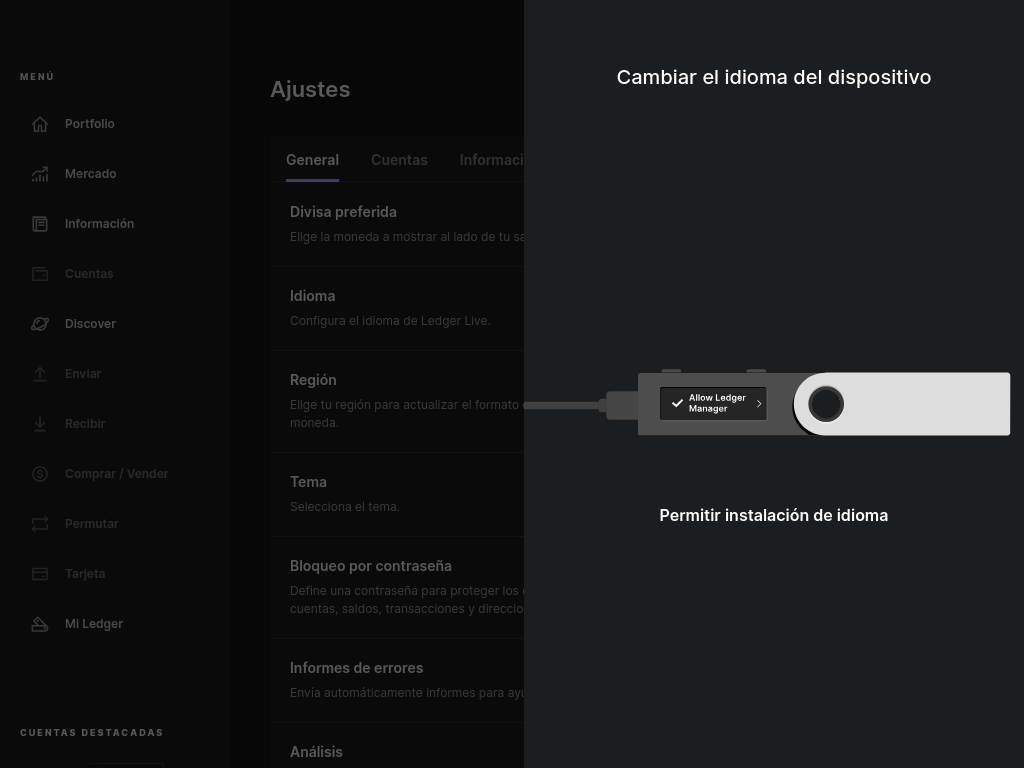 MENÚ
Portfolio
Mercado
Información
Cuentas
Discover
Enviar
Recibir
Comprar / Vender
Permutar
Tarjeta
Mi Ledger
CUENTAS DESTACADAS
Ajustes
General
Cuentas
Informaci
Divisa preferida
Elige la moneda a mostrar al lado de tu sa
Idioma
Configura el idioma de Ledger Live.
Región
Elige tu región para actualizar el formato
moneda.
Tema
Selecciona el tema.
Bloqueo por contraseña
Define una contraseña para proteger los
cuentas, saldos, transacciones y direccio
Informes de errores
Envía automáticamente informes para ayu
Análisis
Cambiar el idioma del dispositivo
Allow Ledger
Manager
Permitir instalación de idioma